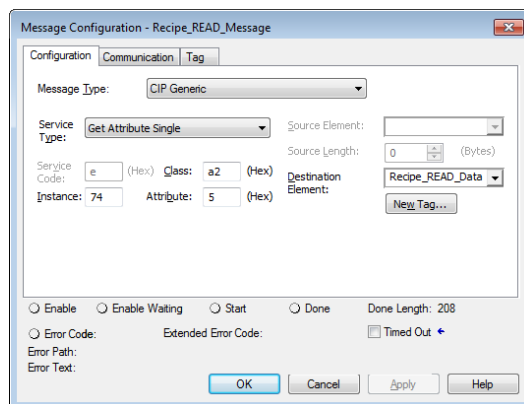 Message Configuration - Recipe_READ_Message
Configuration Communication Tag
Message Type: CIP Generic
Service Type: Get Attribute Single Source Element:
Source Length: 0 (Bytes)
Service Code: e (Hex) Class: a2 (Hex) Destination Element: Recipe_READ_Data
Instance: 74 Attribute: 5 (Hex) New Tag...
Enable Enable Waiting Start Done Done Length: 208
Error Code: Extended Error Code: Timed Out
Error Path:
Error Text:
OK Cancel Apply Help